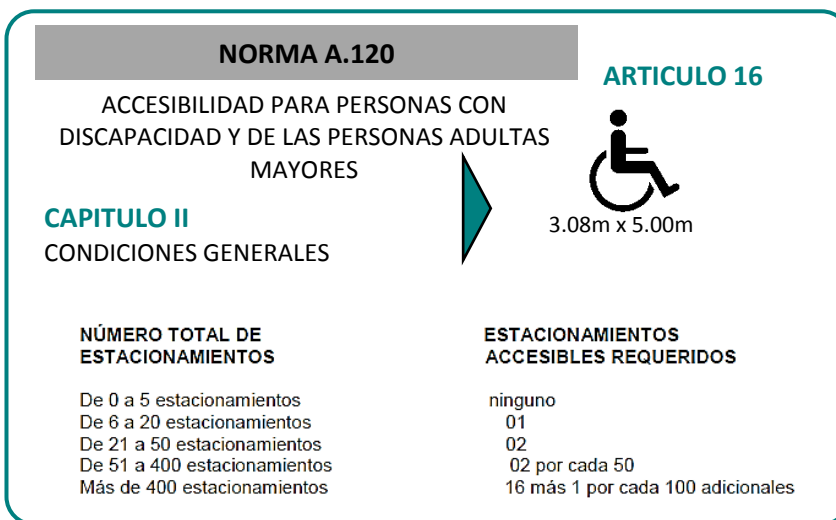 NORMA A.120
ARTICULO 16
ACCESIBILIDAD PARA PERSONAS CON
DISCAPACIDAD Y DE LAS PERSONAS ADULTAS
MAYORES
3.08m x 5.00m
CAPITULO II
CONDICIONES GENERALES
NÚMERO TOTAL DE
ESTACIONAMIENTOS
ESTACIONAMIENTOS
ACCESIBLES REQUERIDOS
De 0 a 5 estacionamientos ninguno
De 6 a 20 estacionamientos 01
De 21 a 50 estacionamientos 02
De 51 a 400 estacionamientos 02 por cada 50
Más de 400 estacionamientos 16 más 1 por cada 100 adicionales